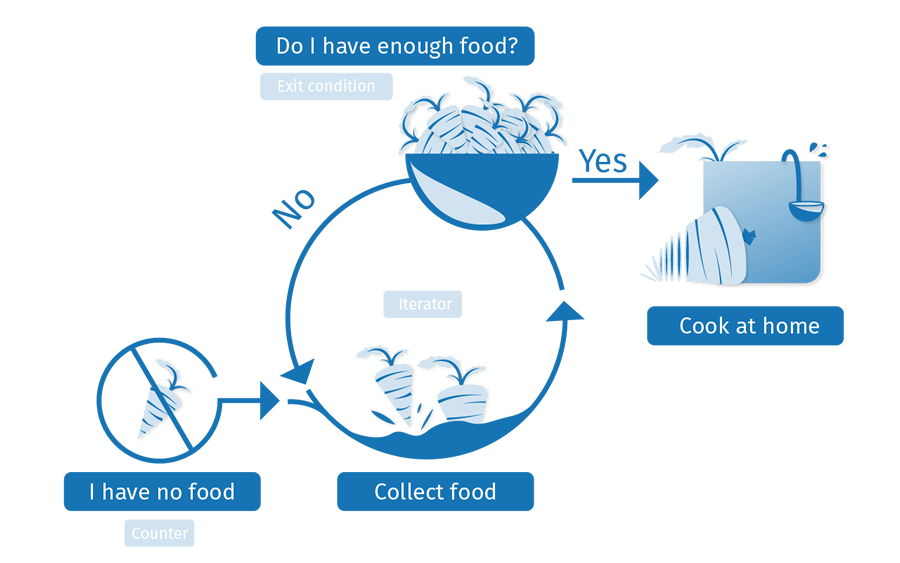 Do I have enough food?
Exit condition
Yes
No
Iterator
Cook at home
I have no food
Collect food
Counter